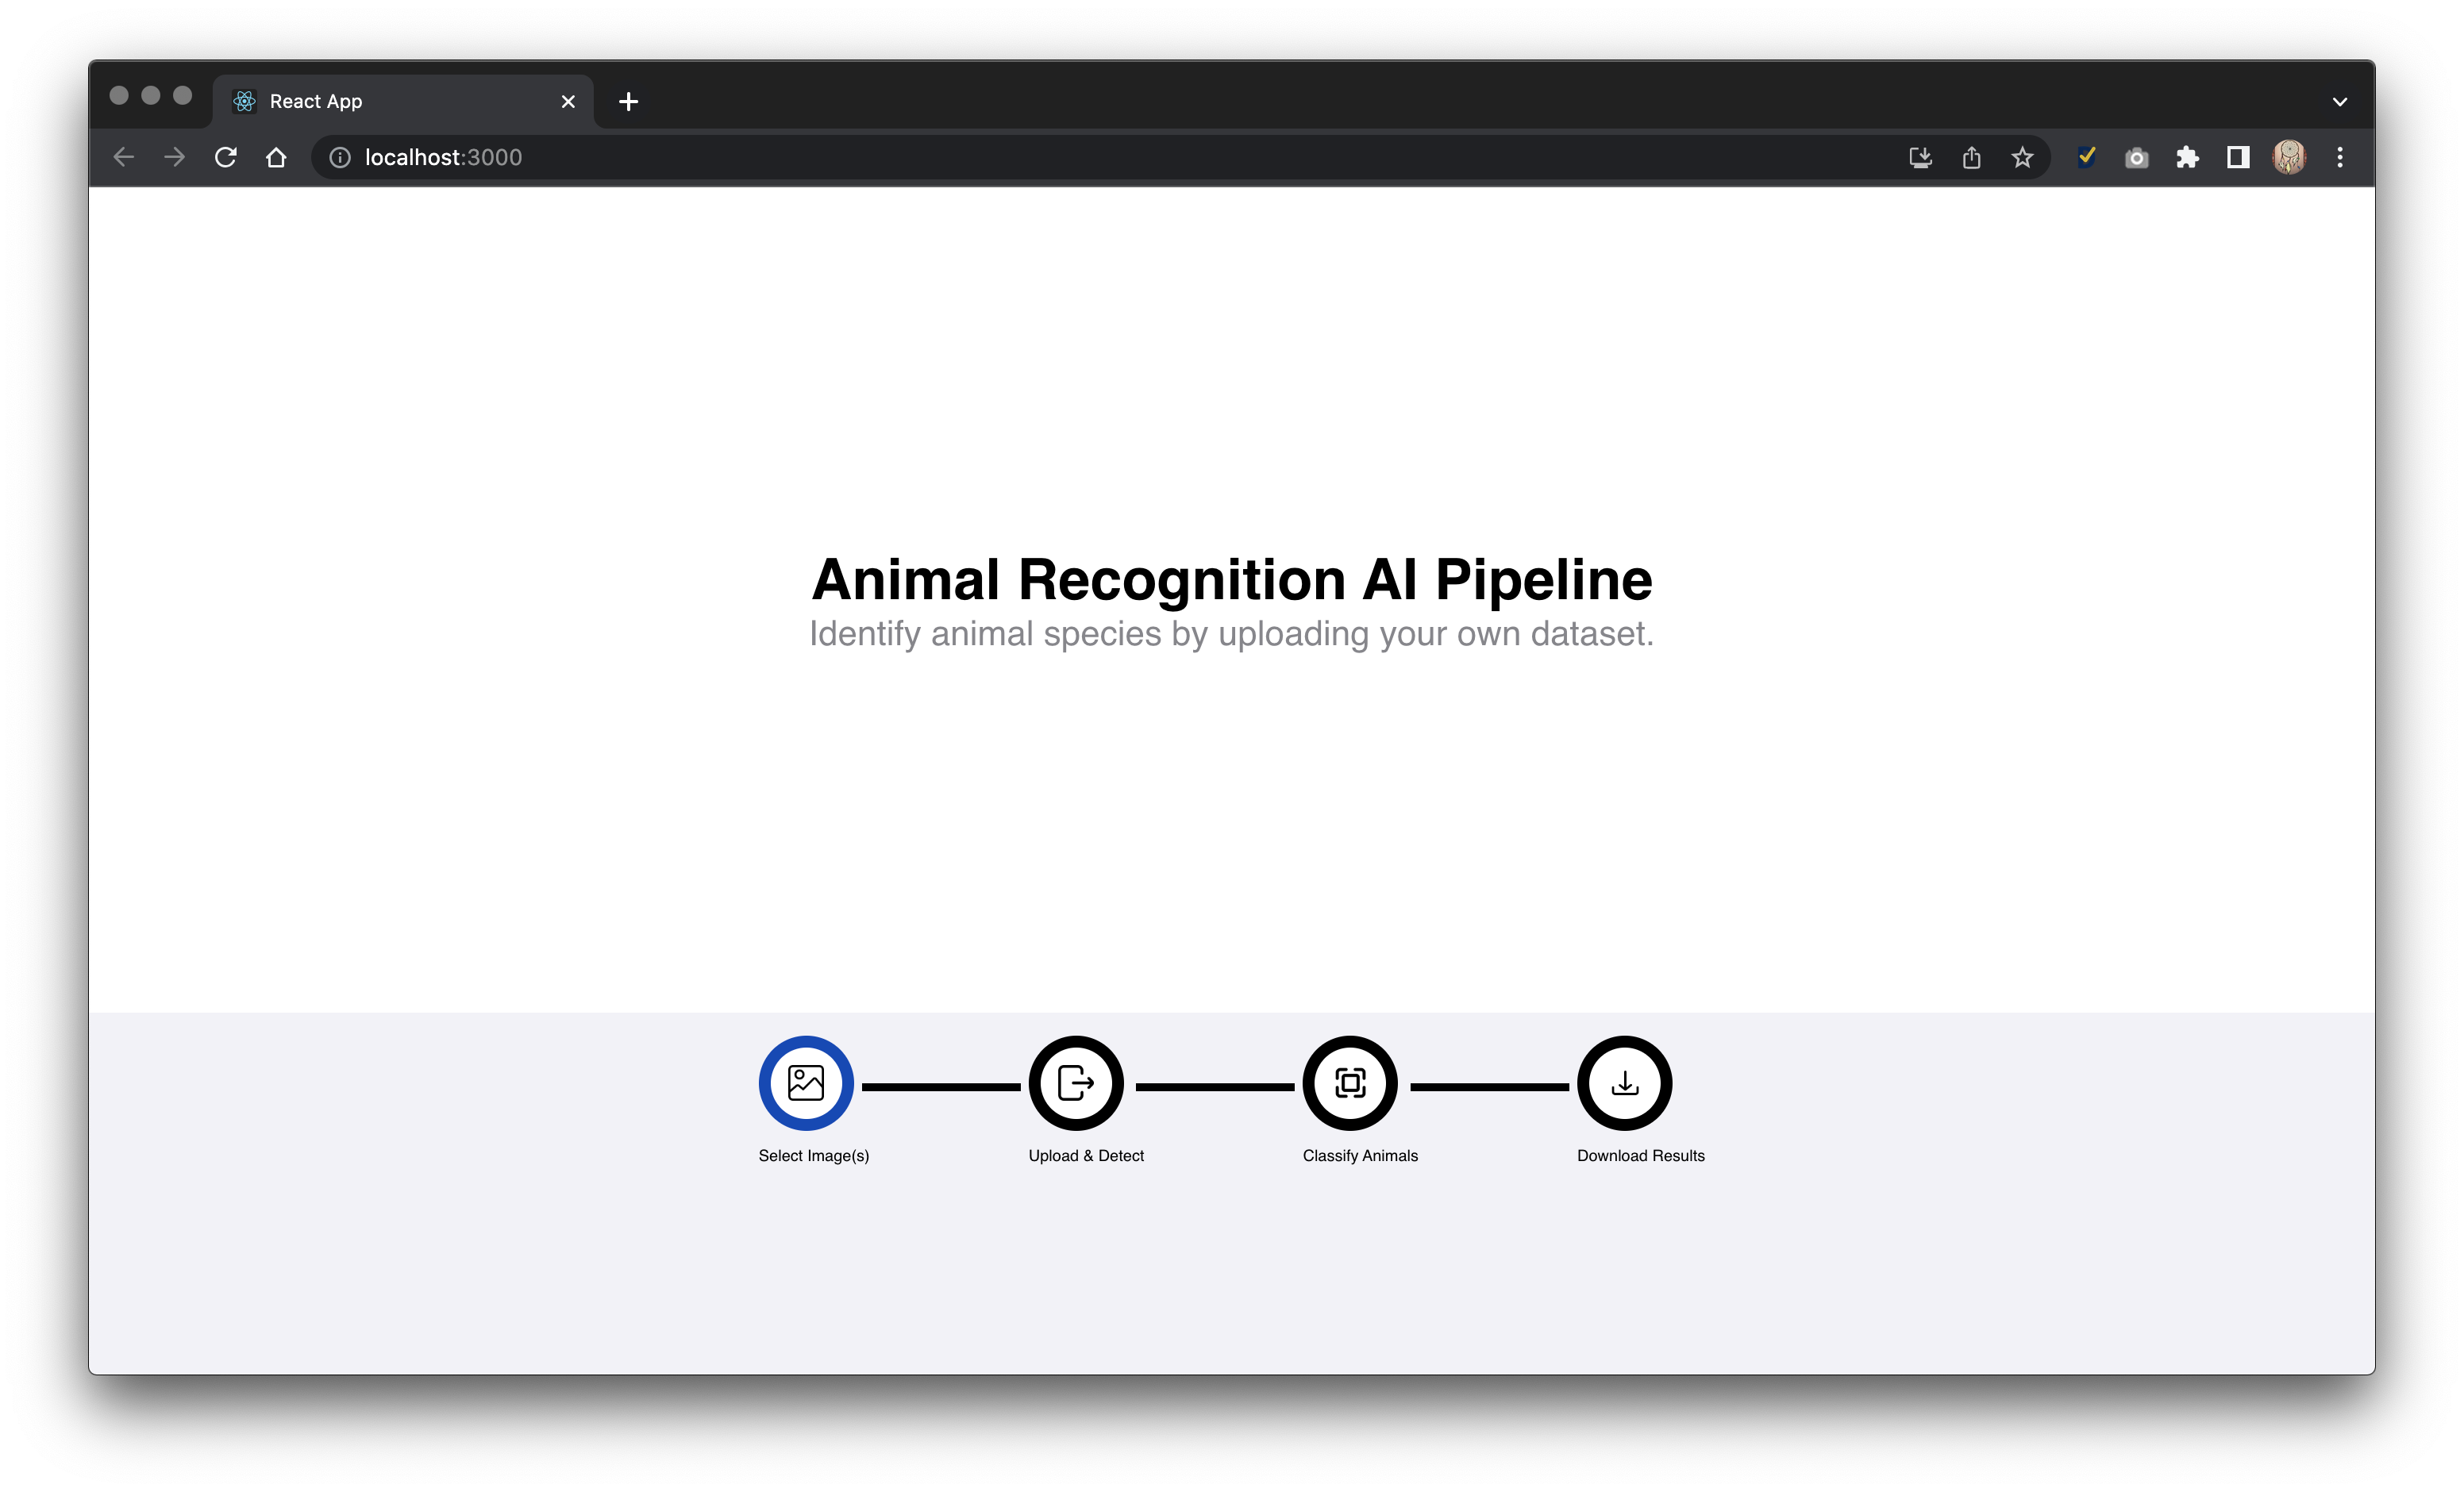 React App
localhost:3000
Animal Recognition AI Pipeline
Identify animal species by uploading your own dataset.
Select Image(s)
Upload & Detect
Classify Animals
Download Results